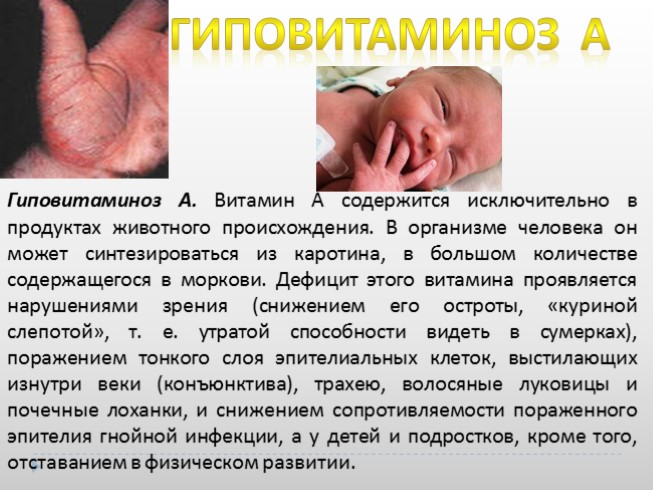 ГИПОВИТАМИНОЗ А
Гиповитаминоз А. Витамин А содержится исключительно в
продуктах животного происхождения. В организме человека он
может синтезироваться из каротина, в большом количестве
содержащегося в моркови. Дефицит этого витамина проявляется
нарушениями зрения (снижением его остроты, «куриной
слепотой», т. е. утратой способности видеть в сумерках),
поражением тонкого слоя эпителиальных клеток, выстилающих
изнутри веки (конъюнктива), трахею, волосяные луковицы и
почечные лоханки, и снижением сопротивляемости пораженного
эпителия гнойной инфекции, а у детей и подростков, кроме того,
отставанием в физическом развитии.